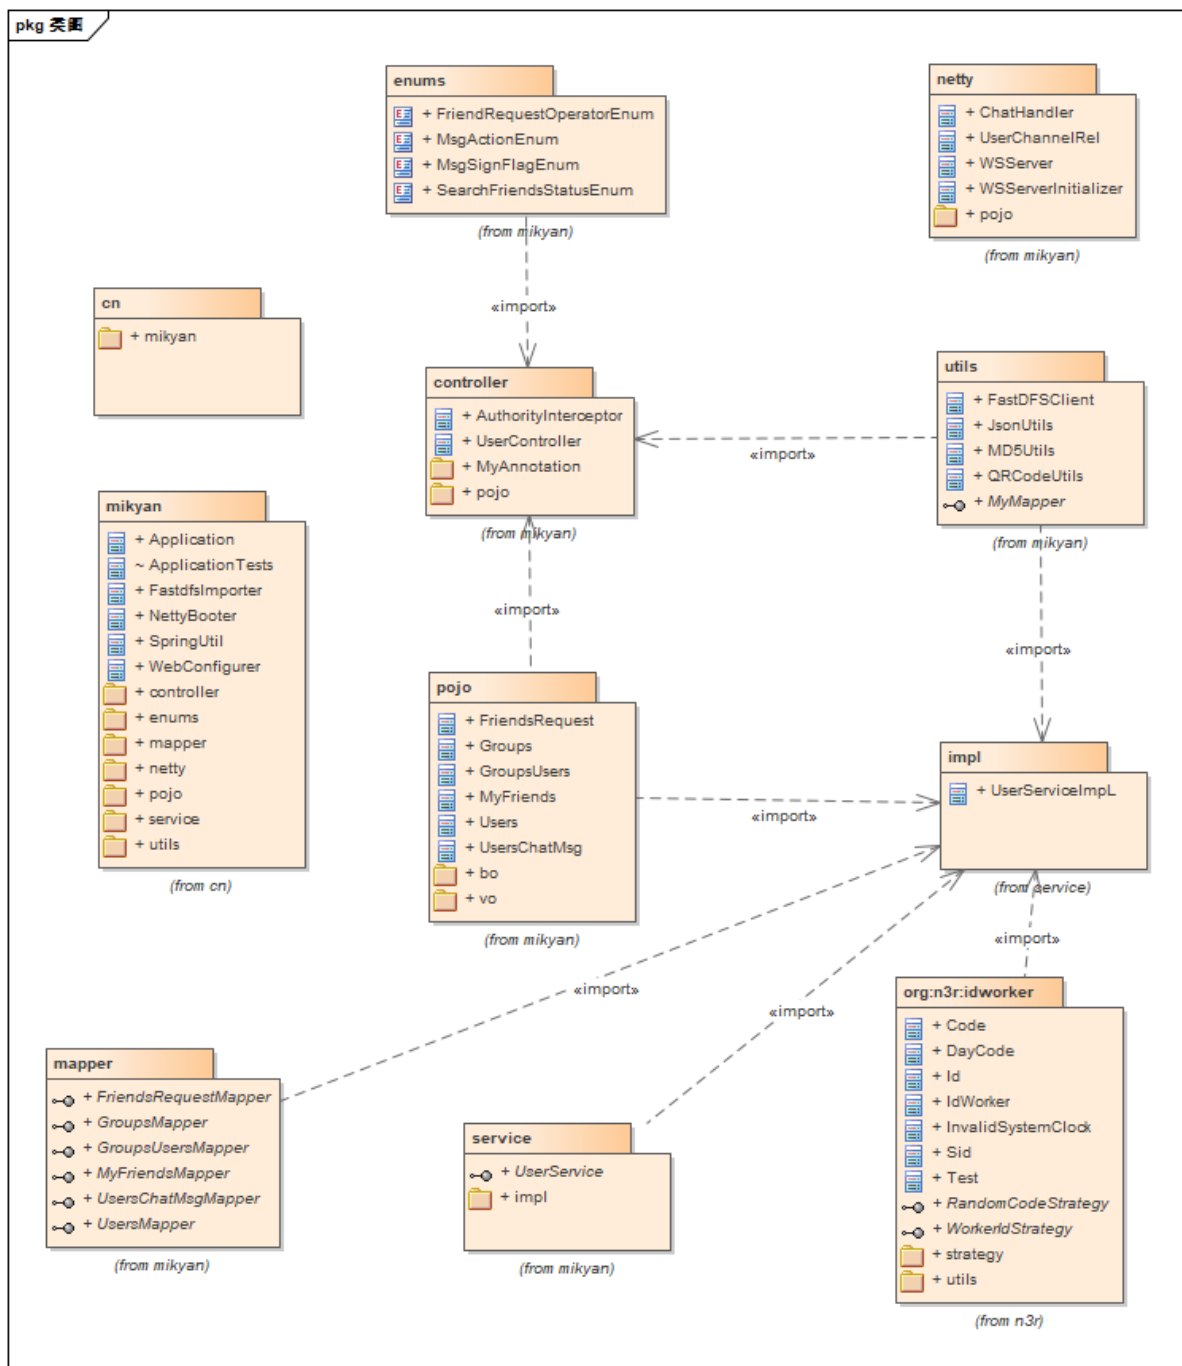 pkg 类图
enums
+ FriendRequestOperatorEnum
+ MsgActionEnum
+ MsgSignFlagEnum
+ SearchFriendsStatusEnum
(from mikyan)
netty
+ ChatHandler
+ UserChannelRel
+ WSServer
+ WSServerInitializer
+ pojo
(from mikyan)
«import»
cn
+ mikyan
controller
+ AuthorityInterceptor
+ UserController
+ MyAnnotation
+ pojo
(from mikyan)
«import»
utils
+ FastDFSClient
+ JsonUtils
+ MD5Utils
+ QRCodeUtils
+ MyMapper
(from mikyan)
mikyan
+ Application
~ ApplicationTests
+ FastdfsImporter
+ NettyBooter
+ SpringUtil
+ WebConfigurer
+ controller
+ enums
+ mapper
+ netty
+ pojo
+ service
+ utils
(from cn)
«import»
«import»
pojo
+ FriendsRequest
+ Groups
+ GroupsUsers
+ MyFriends
+ Users
+ UsersChatMsg
+ bo
+ vo
(from mikyan)
«import»
impl
+ UserServiceImpL
(from service)
«import»
«import»
«import»
org:n3r:idworker
+ Code
+ DayCode
+ Id
+ IdWorker
+ InvalidSystemClock
+ Sid
+ Test
+ RandomCodeStrategy
+ WorkerIdStrategy
+ strategy
+ utils
(from n3r)
mapper
+ FriendsRequestMapper
+ GroupsMapper
+ GroupsUsersMapper
+ MyFriendsMapper
+ UsersChatMsgMapper
+ UsersMapper
(from mikyan)
service
+ UserService
+ impl
(from mikyan)